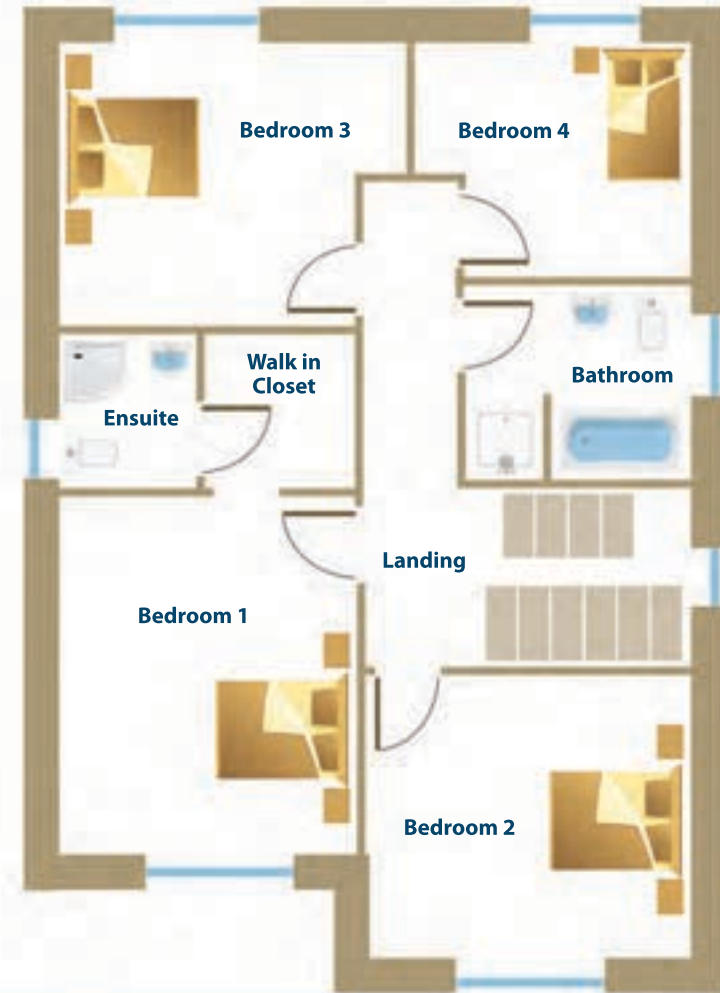 Bedroom 3
Bedroom 4
Walk in
Closet
Bathroom
Ensuite
Landing
Bedroom 1
Bedroom 2